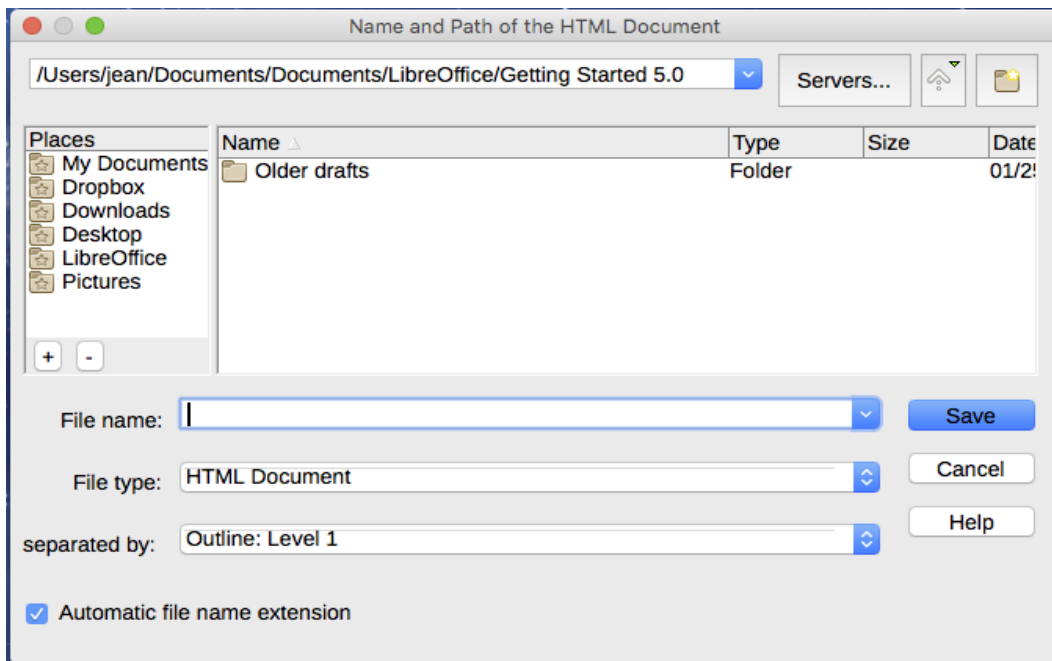 Name and Path of the HTML Document
/Users/jean/Documents/Documents/LibreOffice/Getting Started 5.0
Servers...
Places
My Documents
Dropbox
Downloads
Desktop
LibreOffice
Pictures
+ -
Name Type Size Date
Older drafts Folder
File name: Save
File type: HTML Document Cancel
separated by: Outline: Level 1 Help
Automatic file name extension